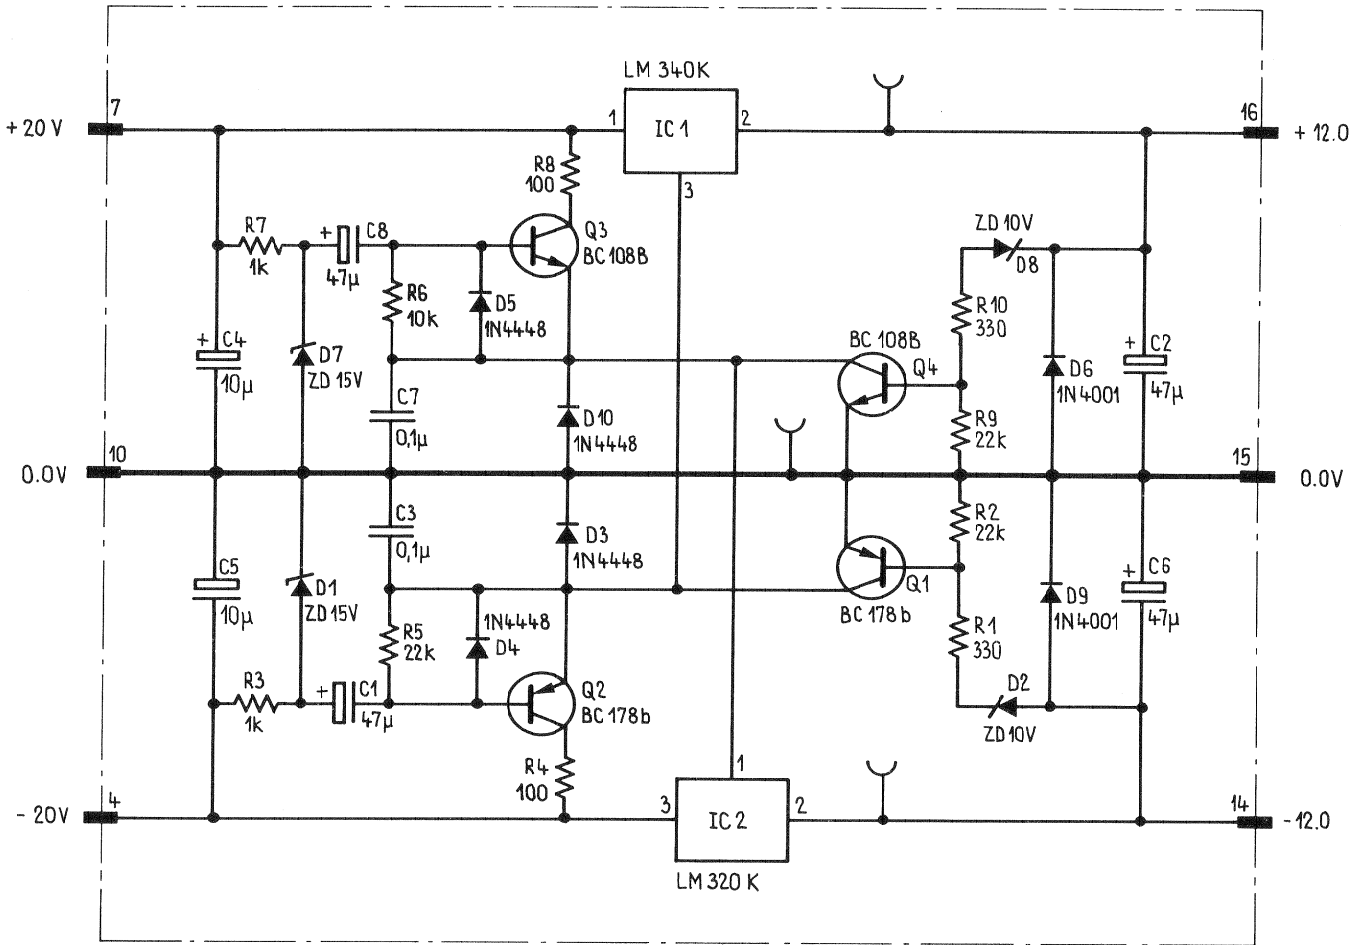 LM 340K
7
1
IC 1
2
16
+ 20 V
+ 12.0
R8
100
3
R7
1k
+
C8
47µ
Q3
BC 108B
ZD 10V
D8
R6
10k
D5
1N4448
R10
330
+
C4
10µ
D7
ZD 15V
BC 108B
Q4
D6
1N4001
+
C2
47µ
C7
0,1µ
D10
1N4448
R9
22k
10
15
0.0V
0.0V
C3
0,1µ
D3
1N4448
R2
22k
C5
10µ
D1
ZD 15V
Q1
BC 178b
D9
1N4001
+
C6
47µ
1N4448
D4
R5
22k
R1
330
R3
1k
+
C1
47µ
Q2
BC 178b
D2
ZD 10V
R4
100
1
4
3
IC 2
2
14
- 20V
-12.0
LM 320 K